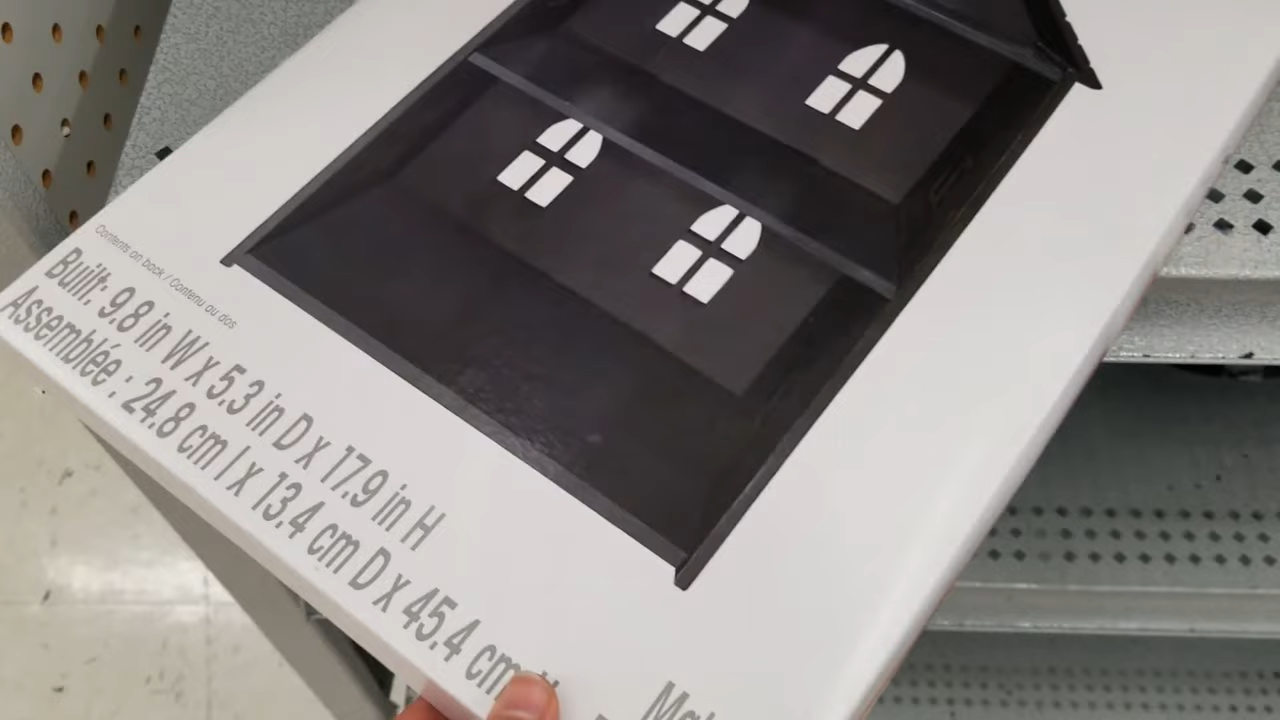 Contents on back / Contenu au dos
Built: 9.8 in W x 5.3 in D x 17.9 in H
Assemblée : 24.8 cm l x 13.4 cm D x 45.4 cm